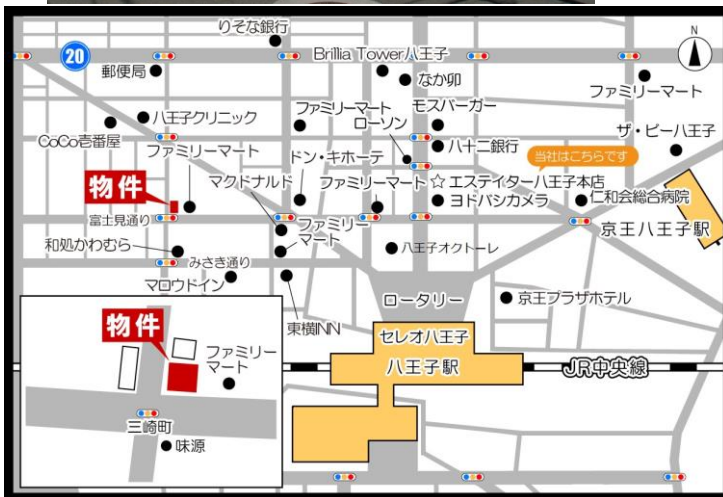 りそな銀行
N
20
Brillia Tower八王子
郵便局
なか卯
ファミリーマート
八王子クリニック
ファミリーマート
モスバーガー
CoCo壱番屋
ローソン
ザ・ビー八王子
ファミリーマート
ドン・キホーテ
八十二銀行
当社はこちらです
物件
マクドナルド
ファミリーマート
☆エステイター八王子本店
仁和会総合病院
ヨドバシカメラ
富士見通り
ファミリー
マート
京王八王子駅
和処かわむら
みさき通り
八王子オクトーレ
マロウドイン
ロータリー
京王プラザホテル
東横INN
セレオ八王子
八王子駅
JR中央線
物件
ファミリー
マート
三崎町
味源